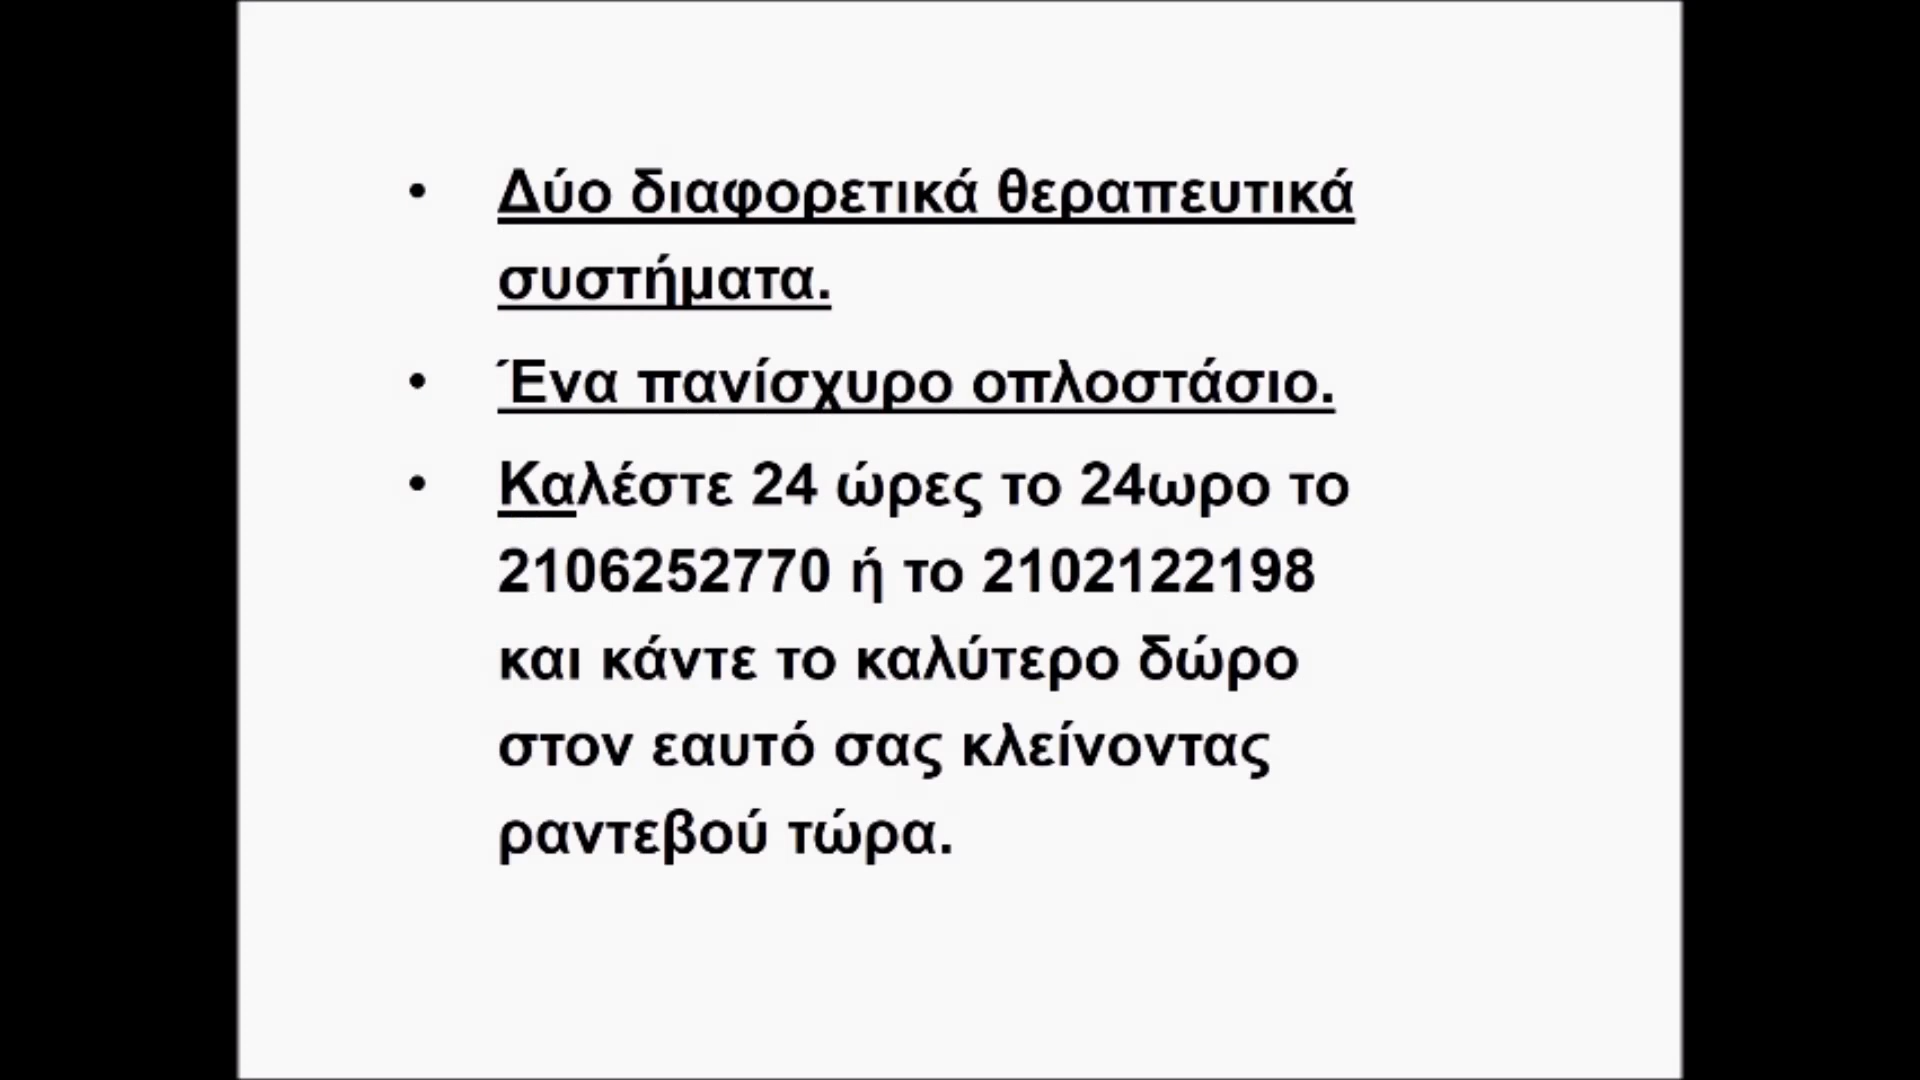 • Δύο διαφορετικά θεραπευτικά
συστήματα.
• Ένα πανίσχυρο οπλοστάσιο.
• Καλέστε 24 ώρες το 24ωρο το
2106252770 ή το 2102122198
και κάντε το καλύτερο δώρο
στον εαυτό σας κλείνοντας
ραντεβού τώρα.